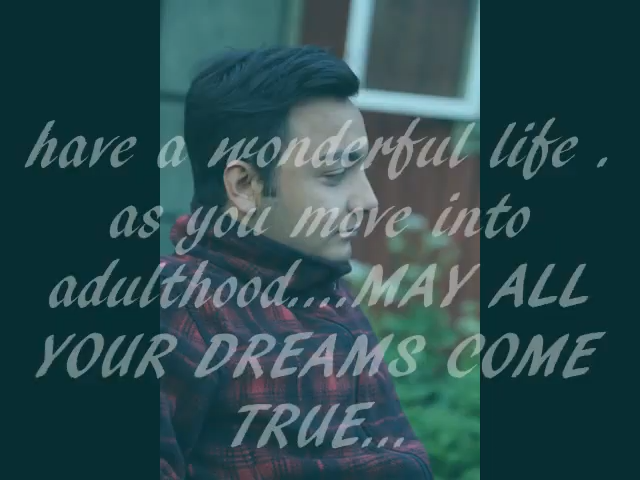 have a wonderful life .
as you move into
adulthood....MAY ALL
YOUR DREAMS COME
TRUE...